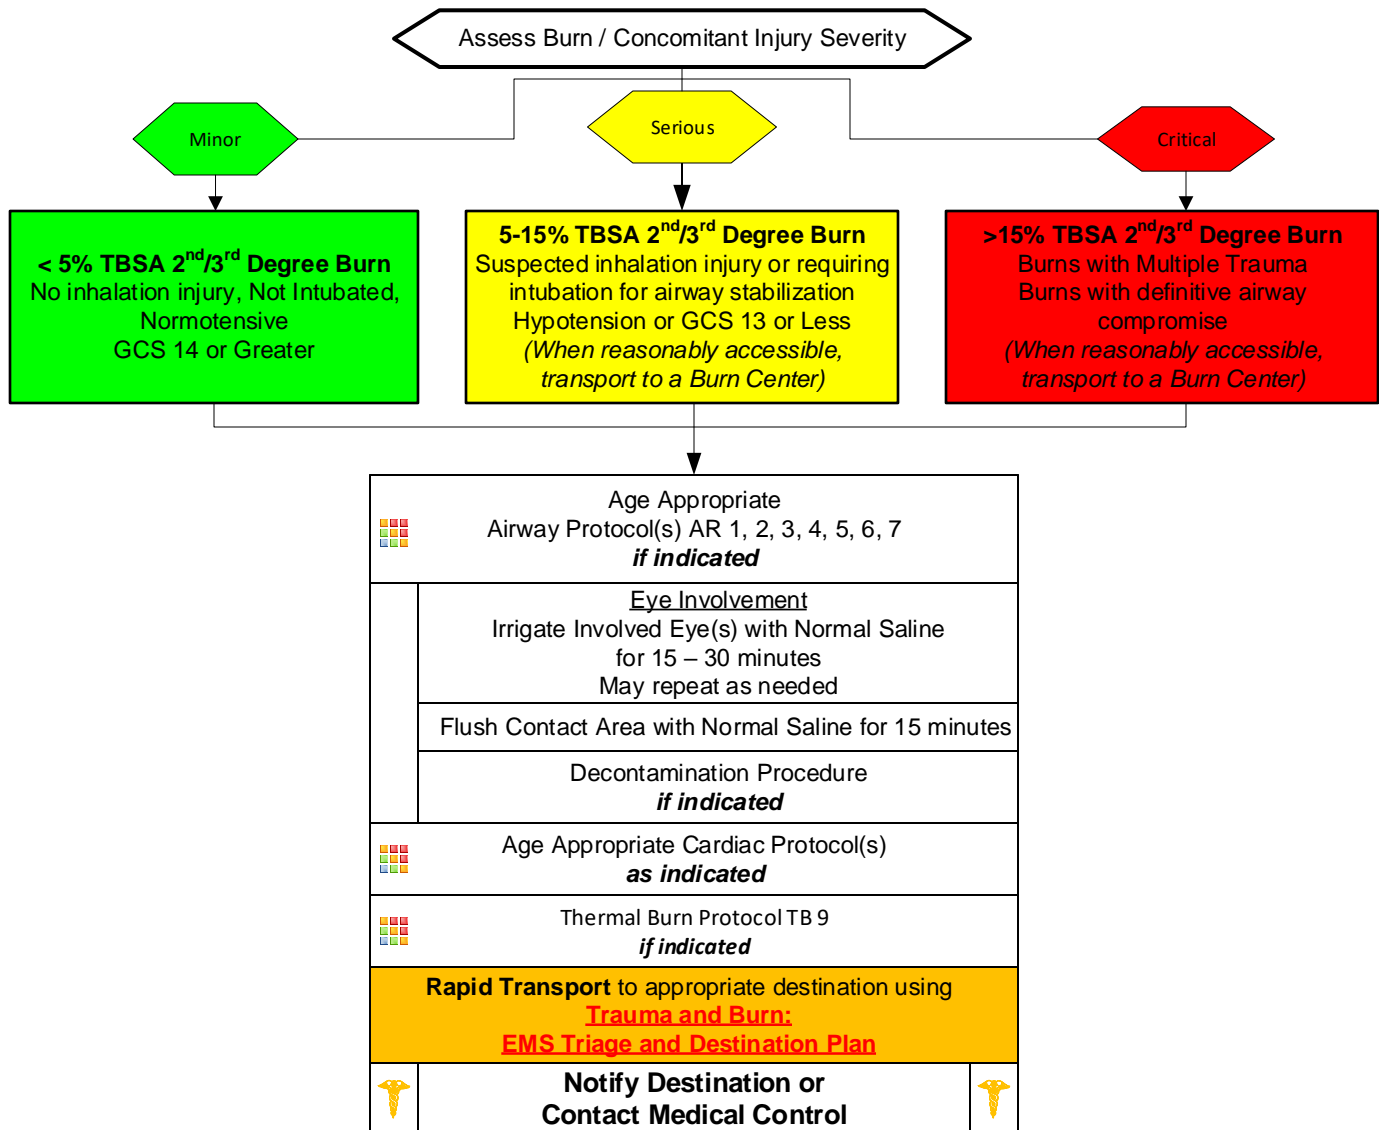 Assess Burn / Concomitant Injury Severity
Minor
Serious
Critical
< 5% TBSA 2nd/3rd Degree Burn
No inhalation injury, Not Intubated,
Normotensive
GCS 14 or Greater
5-15% TBSA 2nd/3rd Degree Burn
Suspected inhalation injury or requiring
intubation for airway stabilization
Hypotension or GCS 13 or Less
(When reasonably accessible,
transport to a Burn Center)
>15% TBSA 2nd/3rd Degree Burn
Burns with Multiple Trauma
Burns with definitive airway
compromise
(When reasonably accessible,
transport to a Burn Center)
Age Appropriate
Airway Protocol(s) AR 1, 2, 3, 4, 5, 6, 7
if indicated
Eye Involvement
Irrigate Involved Eye(s) with Normal Saline
for 15 – 30 minutes
May repeat as needed
Flush Contact Area with Normal Saline for 15 minutes
Decontamination Procedure
if indicated
Age Appropriate Cardiac Protocol(s)
as indicated
Thermal Burn Protocol TB 9
if indicated
Rapid Transport to appropriate destination using
Trauma and Burn:
EMS Triage and Destination Plan
Notify Destination or
Contact Medical Control